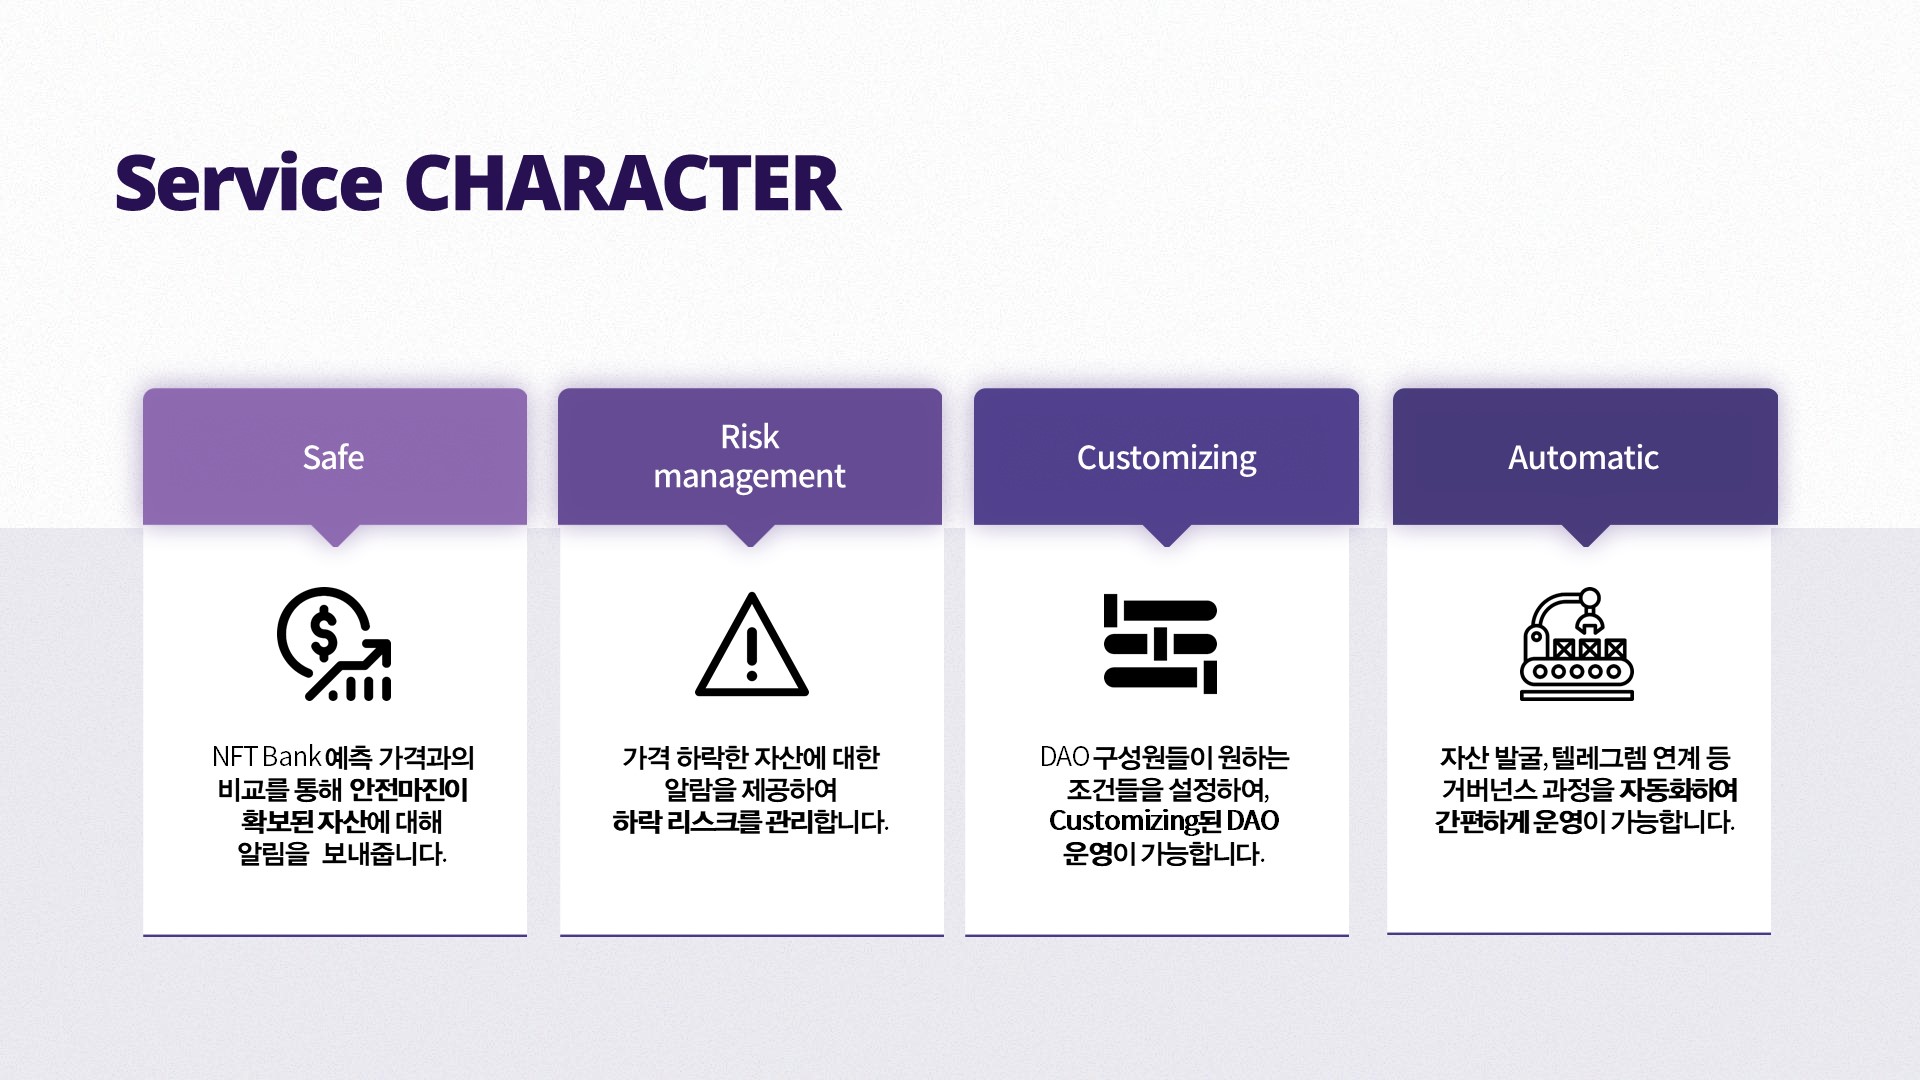 Service CHARACTER
Safe
NFT Bank 예측 가격과의
비교를 통해 안전마진이
확보된 자산에 대해
알림을 보내줍니다.
Risk
management
가격 하락한 자산에 대한
알람을 제공하여
하락 리스크를 관리합니다.
Customizing
DAO 구성원들이 원하는
조건들을 설정하여,
Customizing된 DAO
운영이 가능합니다.
Automatic
자산 발굴, 텔레그렘 연계 등
거버넌스 과정을 자동화하여
간편하게 운영이 가능합니다.